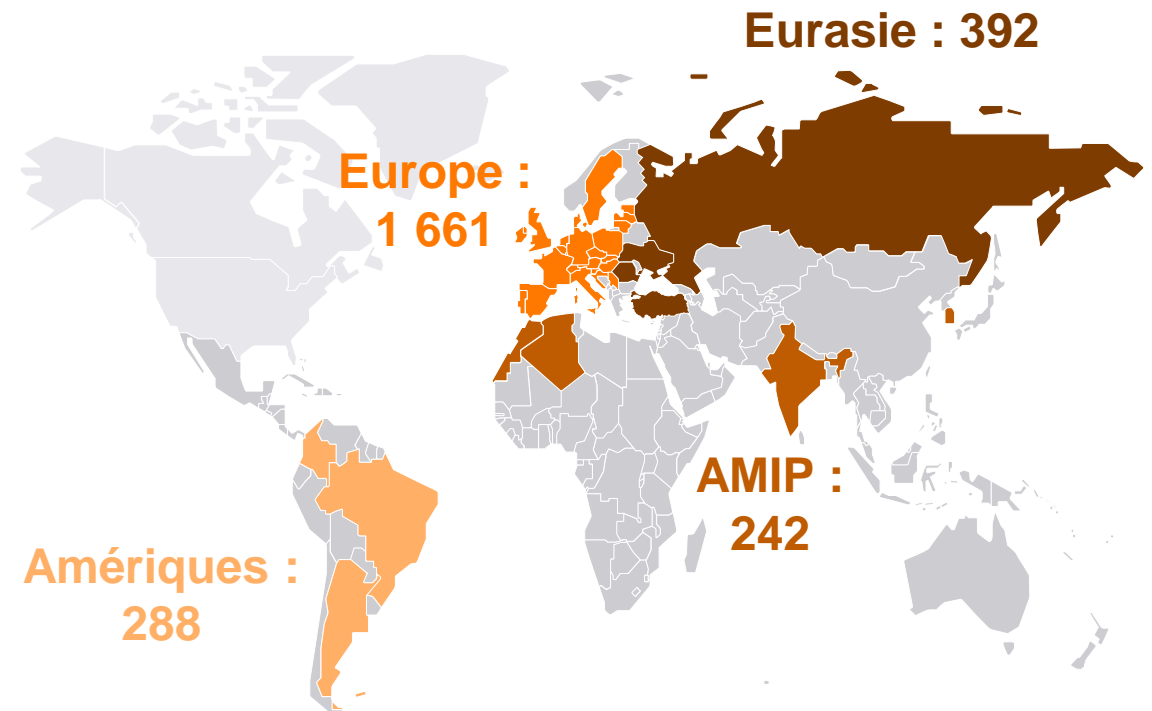 Eurasie : 392
Europe :
1 661
AMIP :
242
Amériques :
288